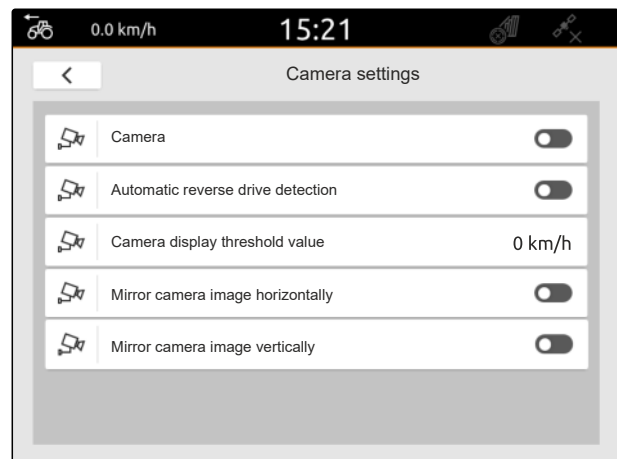 0.0 km/h 15:21
Camera settings
Camera
Automatic reverse drive detection
Camera display threshold value 0 km/h
Mirror camera image horizontally
Mirror camera image vertically